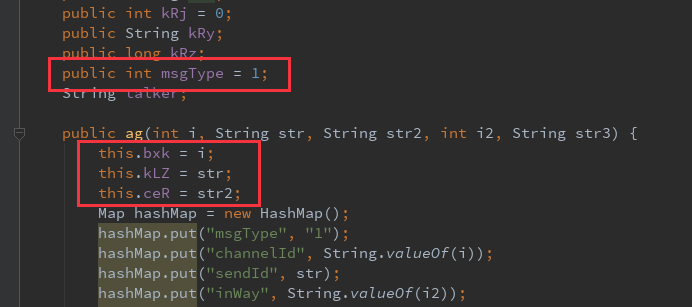 public int kRj = 0;
public String kRy;
public long kRz;
public int msgType = 1;
String talker;
public ag(int i, String str, String str2, int i2, String str3) {
this.bxk = i;
this.kLZ = str;
this.ceR = str2;
Map hashMap = new HashMap();
hashMap.put("msgType", "1");
hashMap.put("channelId", String.valueOf(i));
hashMap.put("sendId", str);
hashMap.put("inWay", String.valueOf(i2));